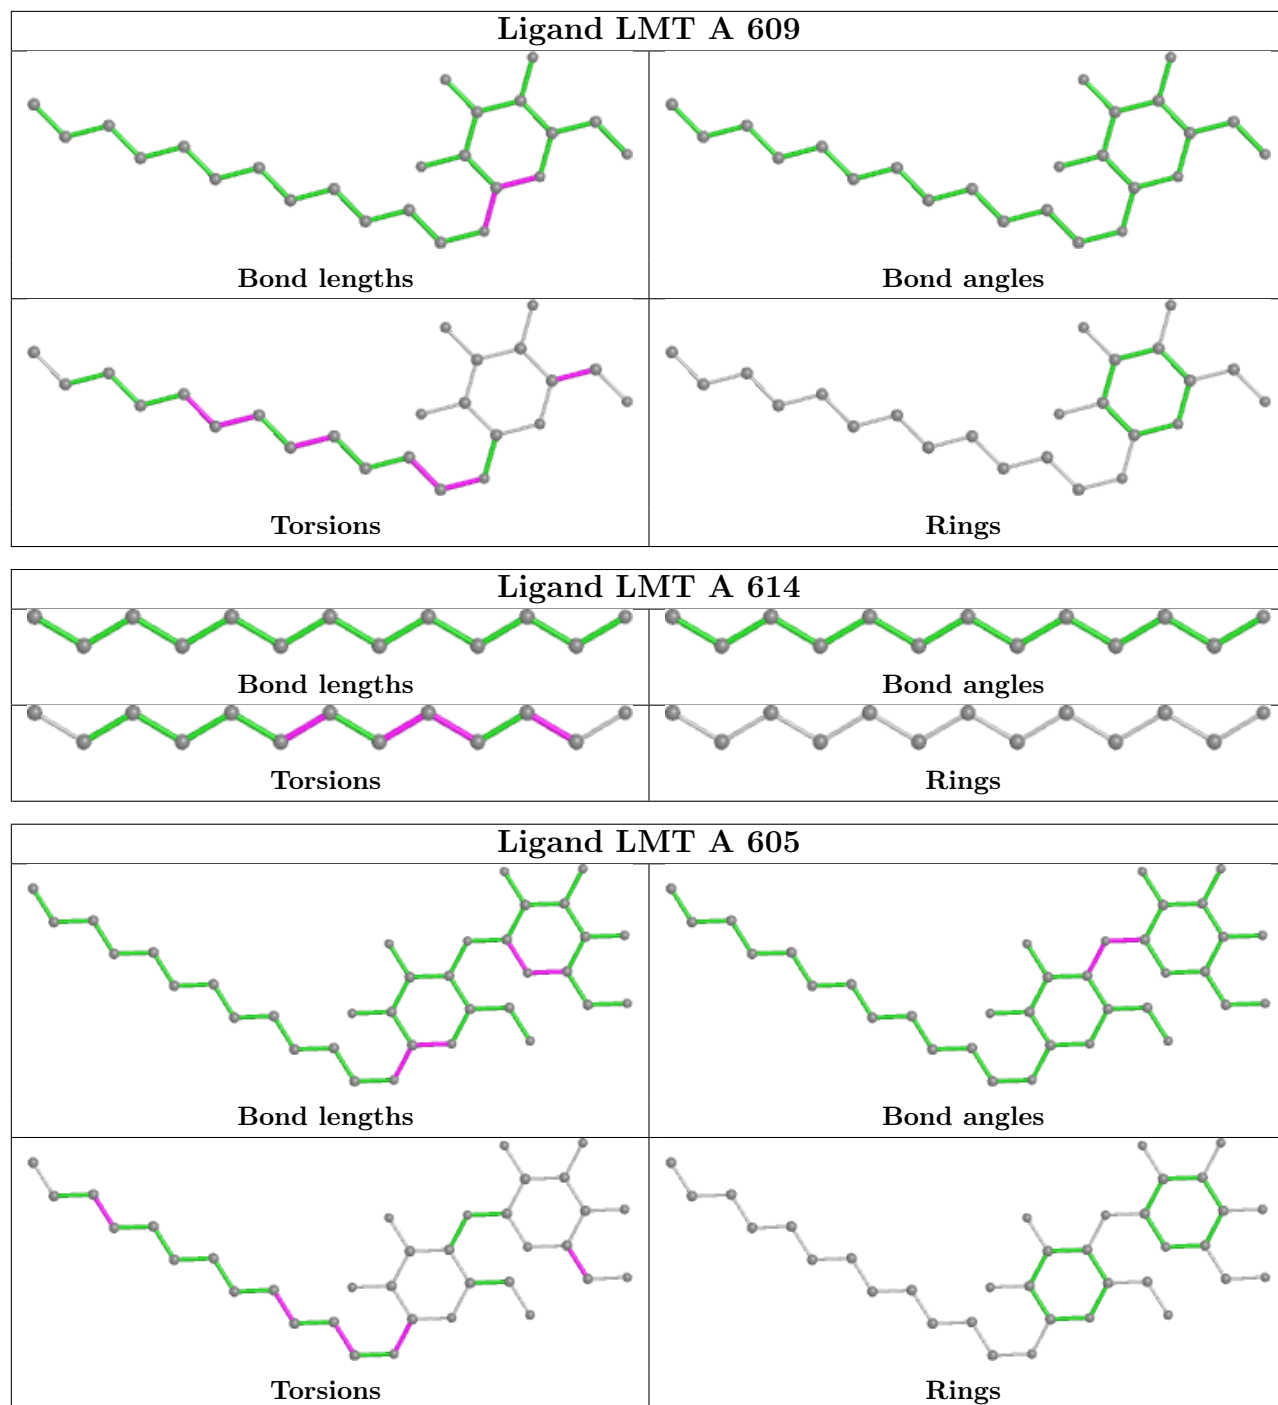 Ligand LMT A 609
Bond lengths
Bond angles
Torsions
Rings
Ligand LMT A 614
Bond lengths
Bond angles
Torsions
Rings
Ligand LMT A 605
Bond lengths
Bond angles
Torsions
Rings